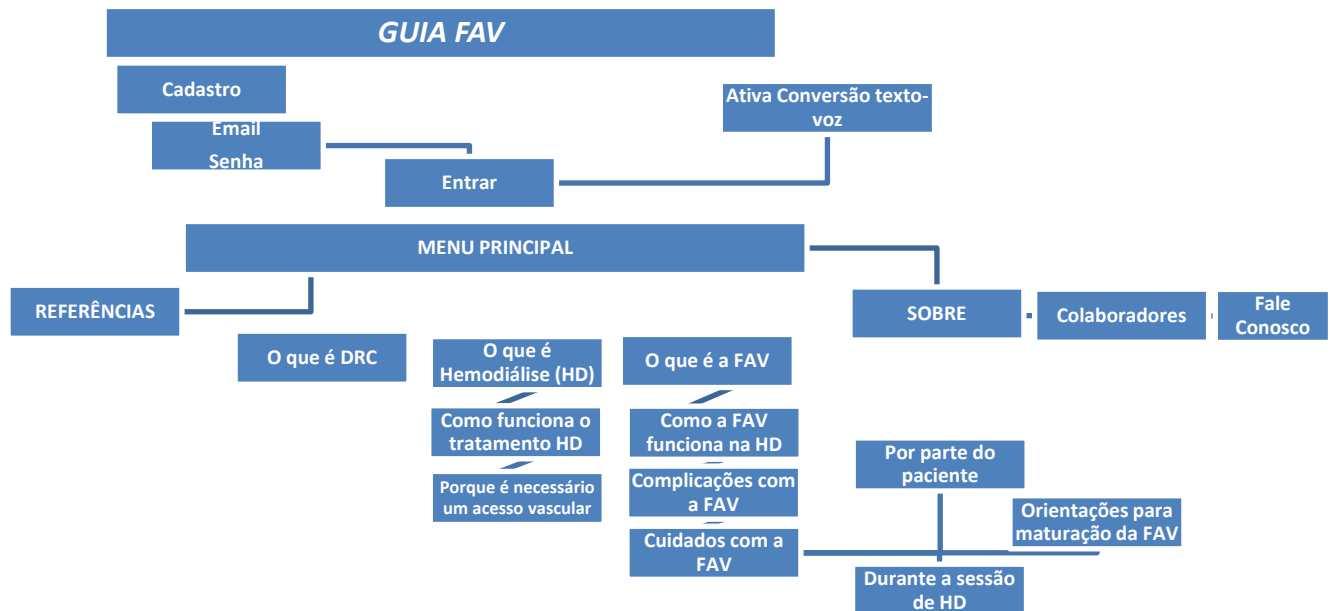 GUIA FAV
Cadastro
Email
Senha
Ativa Conversão texto-
voz
Entrar
MENU PRINCIPAL
REFERÊNCIAS
SOBRE
Colaboradores
Fale
Conosco
O que é DRC
O que é
Hemodiálise (HD)
O que é a FAV
Como funciona o
tratamento HD
Como a FAV
funciona na HD
Por parte do
paciente
Porque é necessário
um acesso vascular
Complicações com
a FAV
Orientações para
maturação da FAV
Cuidados com a
FAV
Durante a sessão
de HD